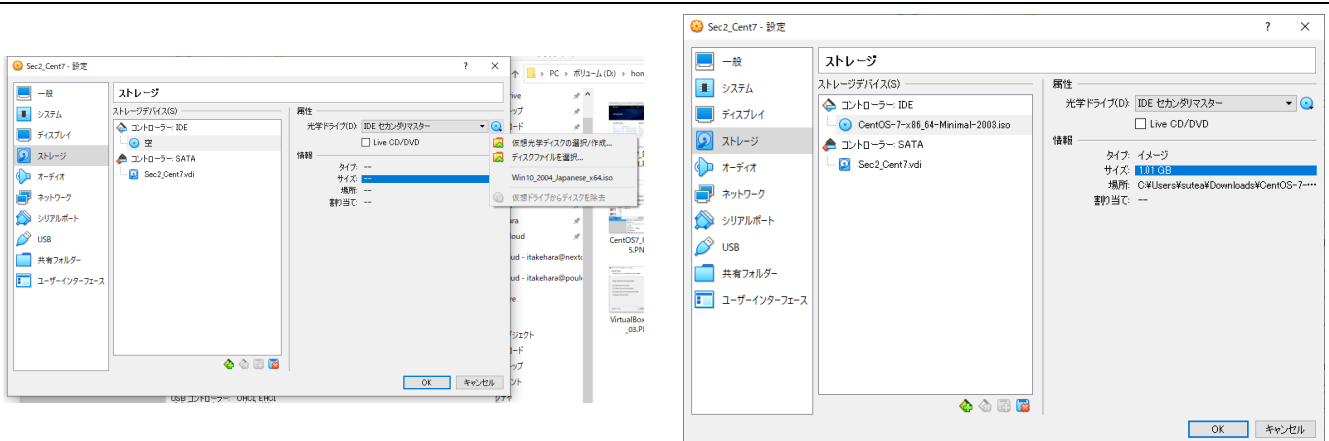 Sec2_Cent7 - 設定
? ×
一般
システム
ディスプレイ
ストレージ
オーディオ
ネットワーク
シリアルポート
USB
共有フォルダー
ユーザーインターフェース
ストレージ
ストレージデバイス(S)
コントローラー: IDE
空
コントローラー: SATA
Sec2_Cent7.vdi
属性
光学ドライブ(D): IDE セカンダリマスター
Live CD/DVD
情報
タイプ: --
サイズ: --
場所: --
割り当て: --
仮想光学ディスクの選択/作成...
ディスクファイルを選択...
Win10_2004_Japanese_x64.iso
仮想ドライブからディスクを除去
OK キャンセル
> PC > ボリューム (D:) > hon
oud - itakehara@nextc
oud - itakehara@poulo
CentOS7_I
5.PN
VirtualBox
_03.PI
USB コントローラー: OHCI, EHCI
Sec2_Cent7 - 設定
? ×
一般
システム
ディスプレイ
ストレージ
オーディオ
ネットワーク
シリアルポート
USB
共有フォルダー
ユーザーインターフェース
ストレージ
ストレージデバイス(S)
コントローラー: IDE
CentOS-7-x86_64-Minimal-2003.iso
コントローラー: SATA
Sec2_Cent7.vdi
属性
光学ドライブ(D): IDE セカンダリマスター
Live CD/DVD
情報
タイプ: イメージ
サイズ: 1.01 GB
場所: C:¥Users¥sutea¥Downloads¥CentOS-7-…
割り当て: --
OK キャンセル